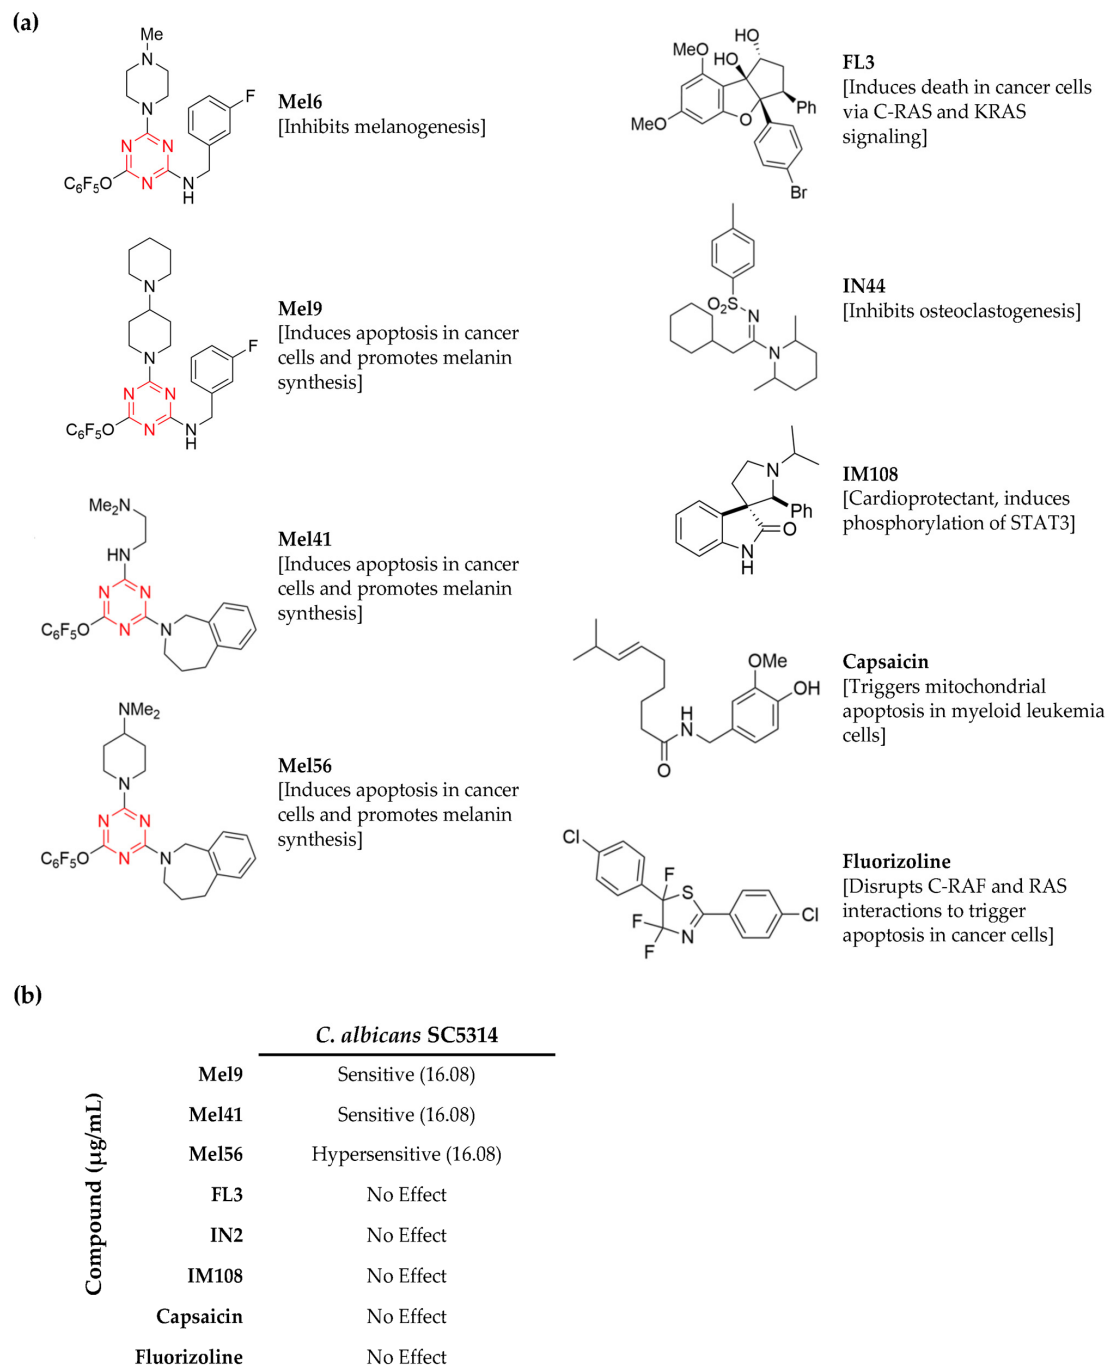 (a)
Me
N
N
F
N
N
N
C₆F₅O
N
H
Mel6
[Inhibits melanogenesis]
N
N
F
N
N
N
C₆F₅O
N
H
Mel9
[Induces apoptosis in cancer
cells and promotes melanin
synthesis]
Me₂N
HN
N
N
C₆F₅O
N
N
Mel41
[Induces apoptosis in cancer
cells and promotes melanin
synthesis]
NMe₂
N
N
N
C₆F₅O
N
N
Mel56
[Induces apoptosis in cancer
cells and promotes melanin
synthesis]
HO
MeO
HO
Ph
MeO
O
Br
FL3
[Induces death in cancer cells
via C-RAS and KRAS
signaling]
O₂S
N
N
IN44
[Inhibits osteoclastogenesis]
N
Ph
O
N
H
IM108
[Cardioprotectant, induces
phosphorylation of STAT3]
OMe
OH
H
N
O
Capsaicin
[Triggers mitochondrial
apoptosis in myeloid leukemia
cells]
Cl
F
S
Cl
F
N
F
Fluorizoline
[Disrupts C-RAF and RAS
interactions to trigger
apoptosis in cancer cells]
(b)
C. albicans SC5314
Compound (µg/mL)
Mel9 Sensitive (16.08)
Mel41 Sensitive (16.08)
Mel56 Hypersensitive (16.08)
FL3 No Effect
IN2 No Effect
IM108 No Effect
Capsaicin No Effect
Fluorizoline No Effect